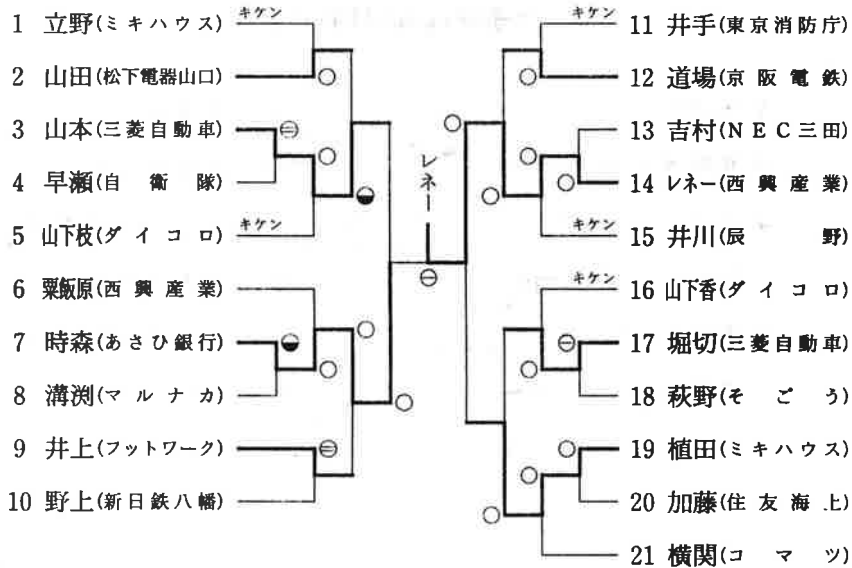 1 立野(ミキハウス) キケン
2 山田(松下電器山口)
3 山本(三菱自動車)
4 早瀬(自衛隊)
5 山下枝(ダイコロ) キケン
6 粟飯原(西興産業)
7 時森(あさひ銀行)
8 溝渕(マルナカ)
9 井上(フットワーク)
10 野上(新日鉄八幡)
レネー
キケン 11 井手(東京消防庁)
12 道場(京阪電鉄)
13 吉村(NEC三田)
14 レネー(西興産業)
キケン 15 井川(辰野)
キケン 16 山下香(ダイコロ)
17 堀切(三菱自動車)
18 萩野(そごう)
19 植田(ミキハウス)
20 加藤(住友海上)
21 横関(コマツ)